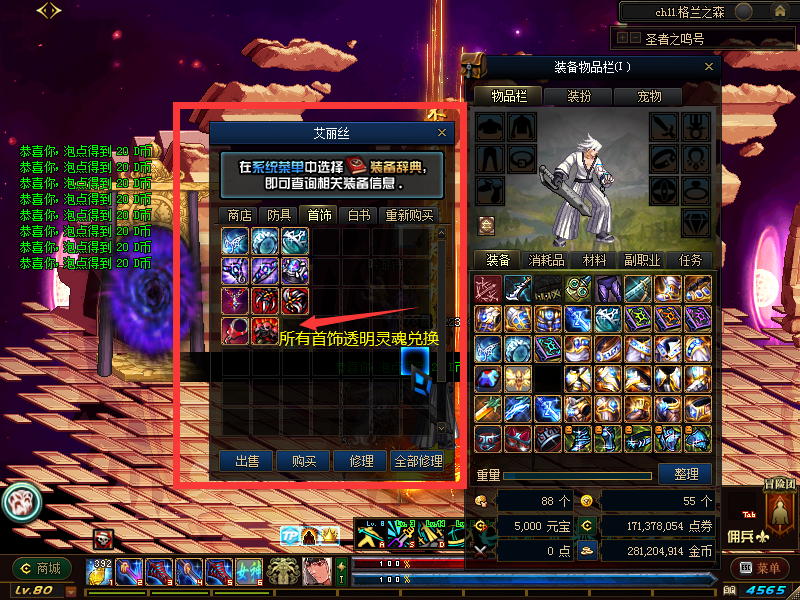 ch11.格兰之森
圣者之鸣号
装备物品栏(I)
物品栏 装扮 宠物
艾丽丝
在系统菜单中选择 装备辞典,
即可查询相关装备信息.
商店 防具 首饰 白书 重新购买
恭喜你,泡点得到 20 D币
恭喜你,泡点得到 20 D币
恭喜你,泡点得到 20 D币
恭喜你,泡点得到 20 D币
恭喜你,泡点得到 20 D币
恭喜你,泡点得到 20 D币
恭喜你,泡点得到 20 D币
恭喜你,泡点得到 20 D币
装备 消耗品 材料 副职业 任务
所有首饰透明灵魂兑换
出售 购买 修理 全部修理
重量 整理
88 个 55 个
5,000 元宝 171,378,054 点券
0 点 281,204,914 金币
冒险团
Tab
佣兵
TP
Lv. 8
商城
392
女神
100%
100%
ESC 菜单
Lv.80
4565